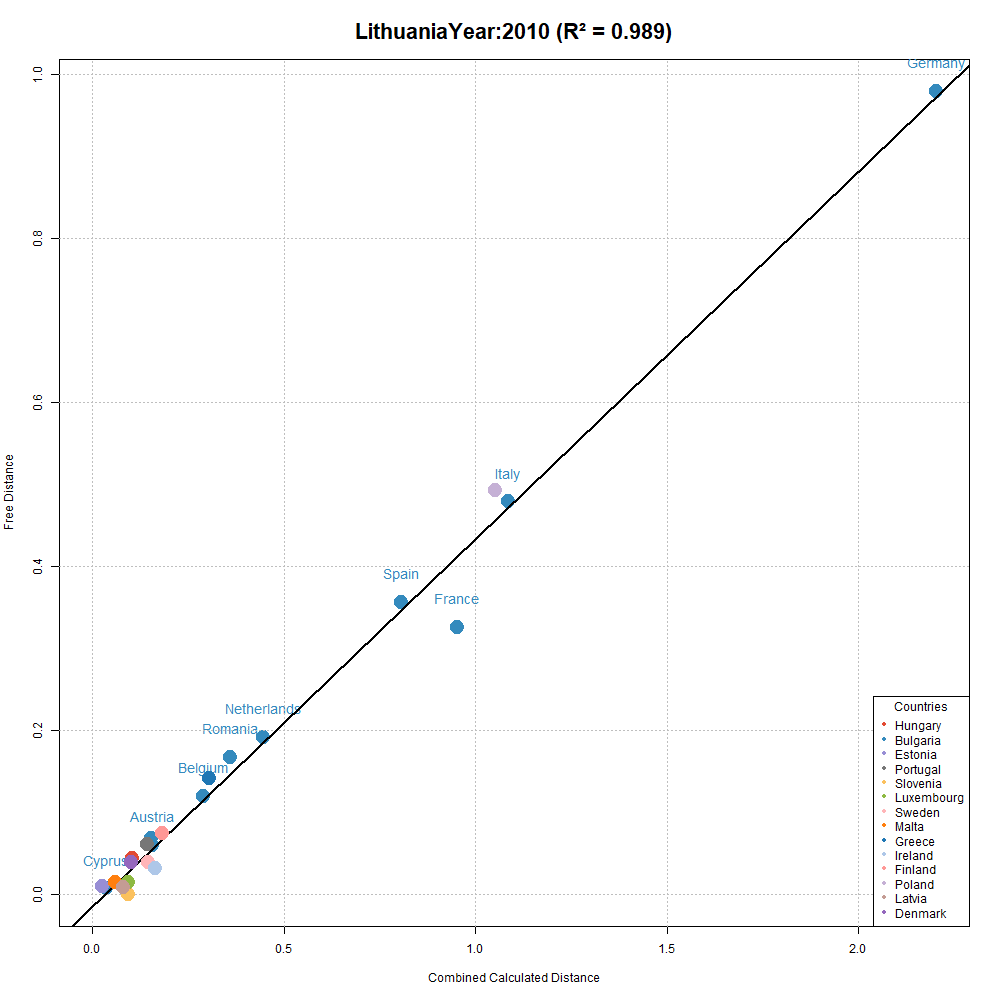 LithuaniaYear:2010 (R² = 0.989)
Germany
Italy
Spain
France
Netherlands
Romania
Belgium
Austria
Cyprus
1.0
0.8
0.6
0.4
0.2
0.0
Free Distance
0.0 0.5 1.0 1.5 2.0
Combined Calculated Distance
Countries
Hungary
Bulgaria
Estonia
Portugal
Slovenia
Luxembourg
Sweden
Malta
Greece
Ireland
Finland
Poland
Latvia
Denmark